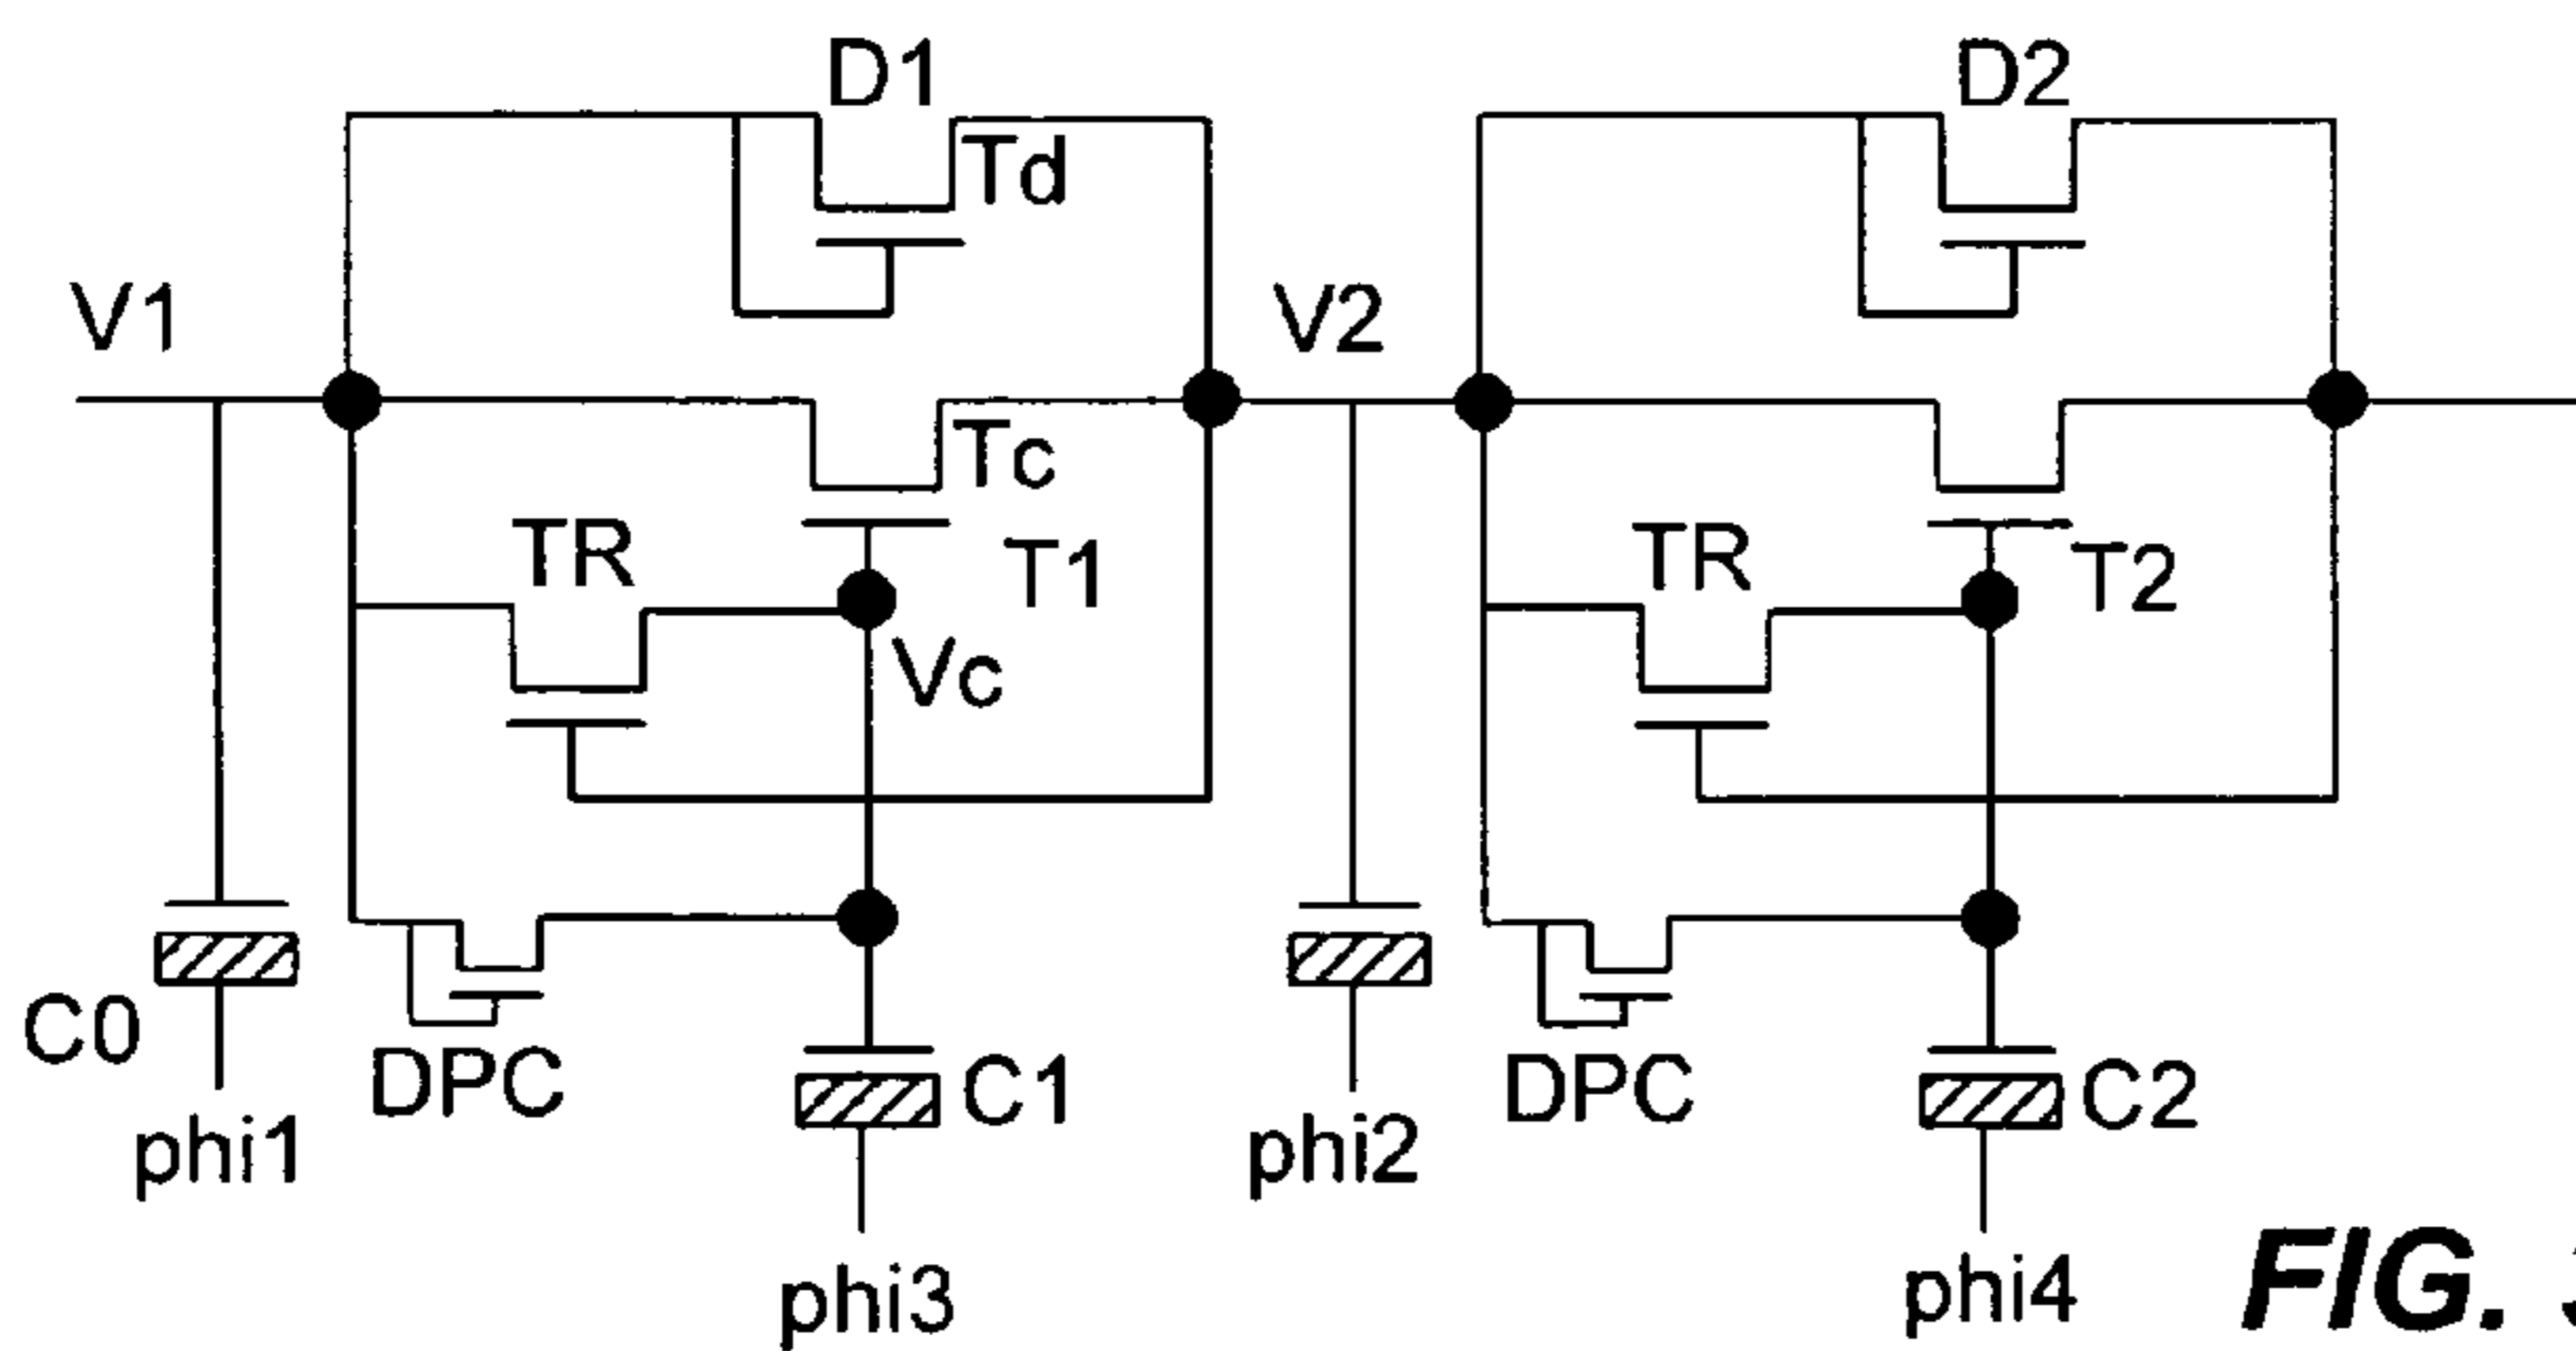 D1
D2
Td
V1
V2
Tc
TR
T1
TR
T2
Vc
C0
DPC
C1
DPC
C2
phi1
phi2
phi3
phi4
FIG.